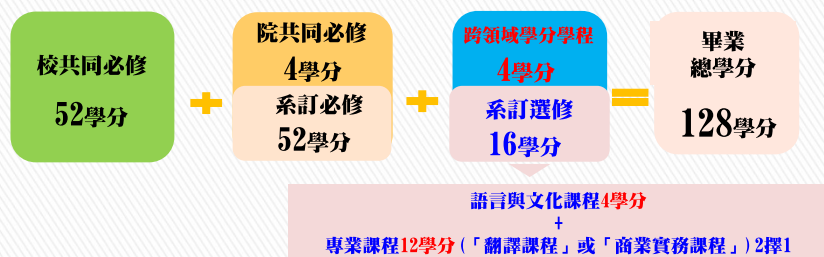 校共同必修
52學分
+
院共同必修
4學分
系訂必修
52學分
+
跨領域學分學程
4學分
系訂選修
16學分
=
畢業
總學分
128學分
語言與文化課程4學分
+
專業課程12學分 (「翻譯課程」或「商業實務課程」) 2擇1